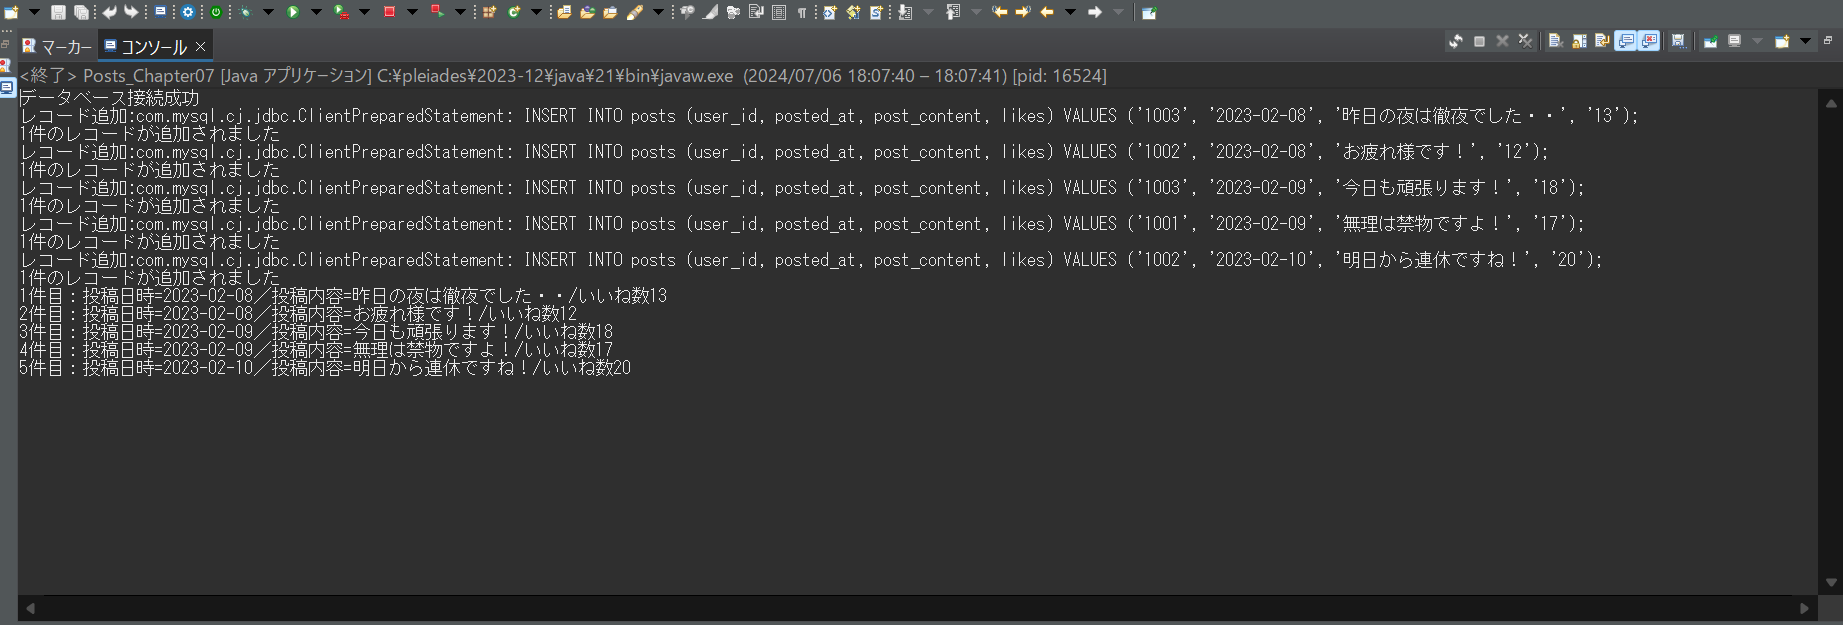 マーカー コンソール
<終了> Posts_Chapter07 [Java アプリケーション] C:¥pleiades¥2023-12¥java¥21¥bin¥javaw.exe (2024/07/06 18:07:40 – 18:07:41) [pid: 16524]
データベース接続成功
レコード追加:com.mysql.cj.jdbc.ClientPreparedStatement: INSERT INTO posts (user_id, posted_at, post_content, likes) VALUES ('1003', '2023-02-08', '昨日の夜は徹夜でした・・', '13');
1件のレコードが追加されました
レコード追加:com.mysql.cj.jdbc.ClientPreparedStatement: INSERT INTO posts (user_id, posted_at, post_content, likes) VALUES ('1002', '2023-02-08', 'お疲れ様です！', '12');
1件のレコードが追加されました
レコード追加:com.mysql.cj.jdbc.ClientPreparedStatement: INSERT INTO posts (user_id, posted_at, post_content, likes) VALUES ('1003', '2023-02-09', '今日も頑張ります！', '18');
1件のレコードが追加されました
レコード追加:com.mysql.cj.jdbc.ClientPreparedStatement: INSERT INTO posts (user_id, posted_at, post_content, likes) VALUES ('1001', '2023-02-09', '無理は禁物ですよ！', '17');
1件のレコードが追加されました
レコード追加:com.mysql.cj.jdbc.ClientPreparedStatement: INSERT INTO posts (user_id, posted_at, post_content, likes) VALUES ('1002', '2023-02-10', '明日から連休ですね！', '20');
1件のレコードが追加されました
1件目：投稿日時=2023-02-08／投稿内容=昨日の夜は徹夜でした・・/いいね数13
2件目：投稿日時=2023-02-08／投稿内容=お疲れ様です！/いいね数12
3件目：投稿日時=2023-02-09／投稿内容=今日も頑張ります！/いいね数18
4件目：投稿日時=2023-02-09／投稿内容=無理は禁物ですよ！/いいね数17
5件目：投稿日時=2023-02-10／投稿内容=明日から連休ですね！/いいね数20